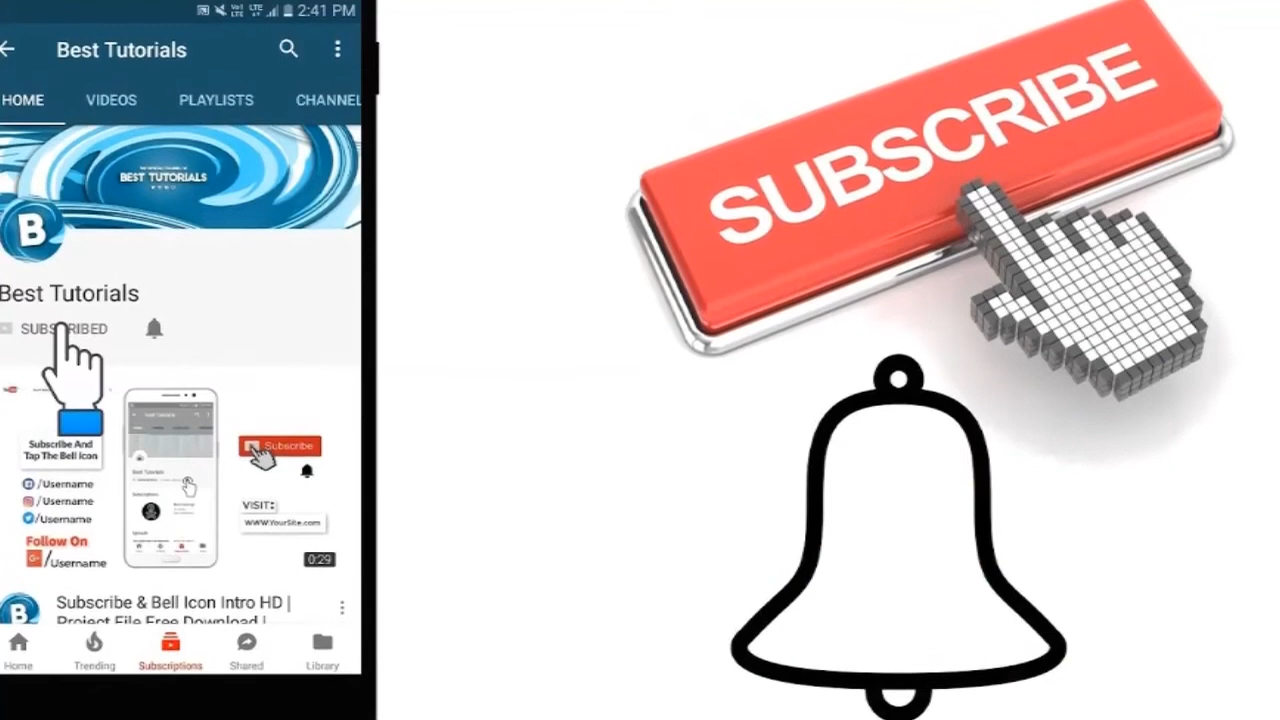 2:41 PM
Best Tutorials
HOME VIDEOS PLAYLISTS CHANNEL
BEST TUTORIALS
B
Best Tutorials
SUBSCRIBED
Subscribe And
Tap The Bell icon
/Username
/Username
/Username
Follow On
G+/Username
Subscribe
VISIT:
WWW.YourSite.com
0:29
B
Subscribe & Bell Icon Intro HD |
Project File Free Download |
Home Trending Subscriptions Shared Library
SUBSCRIBE